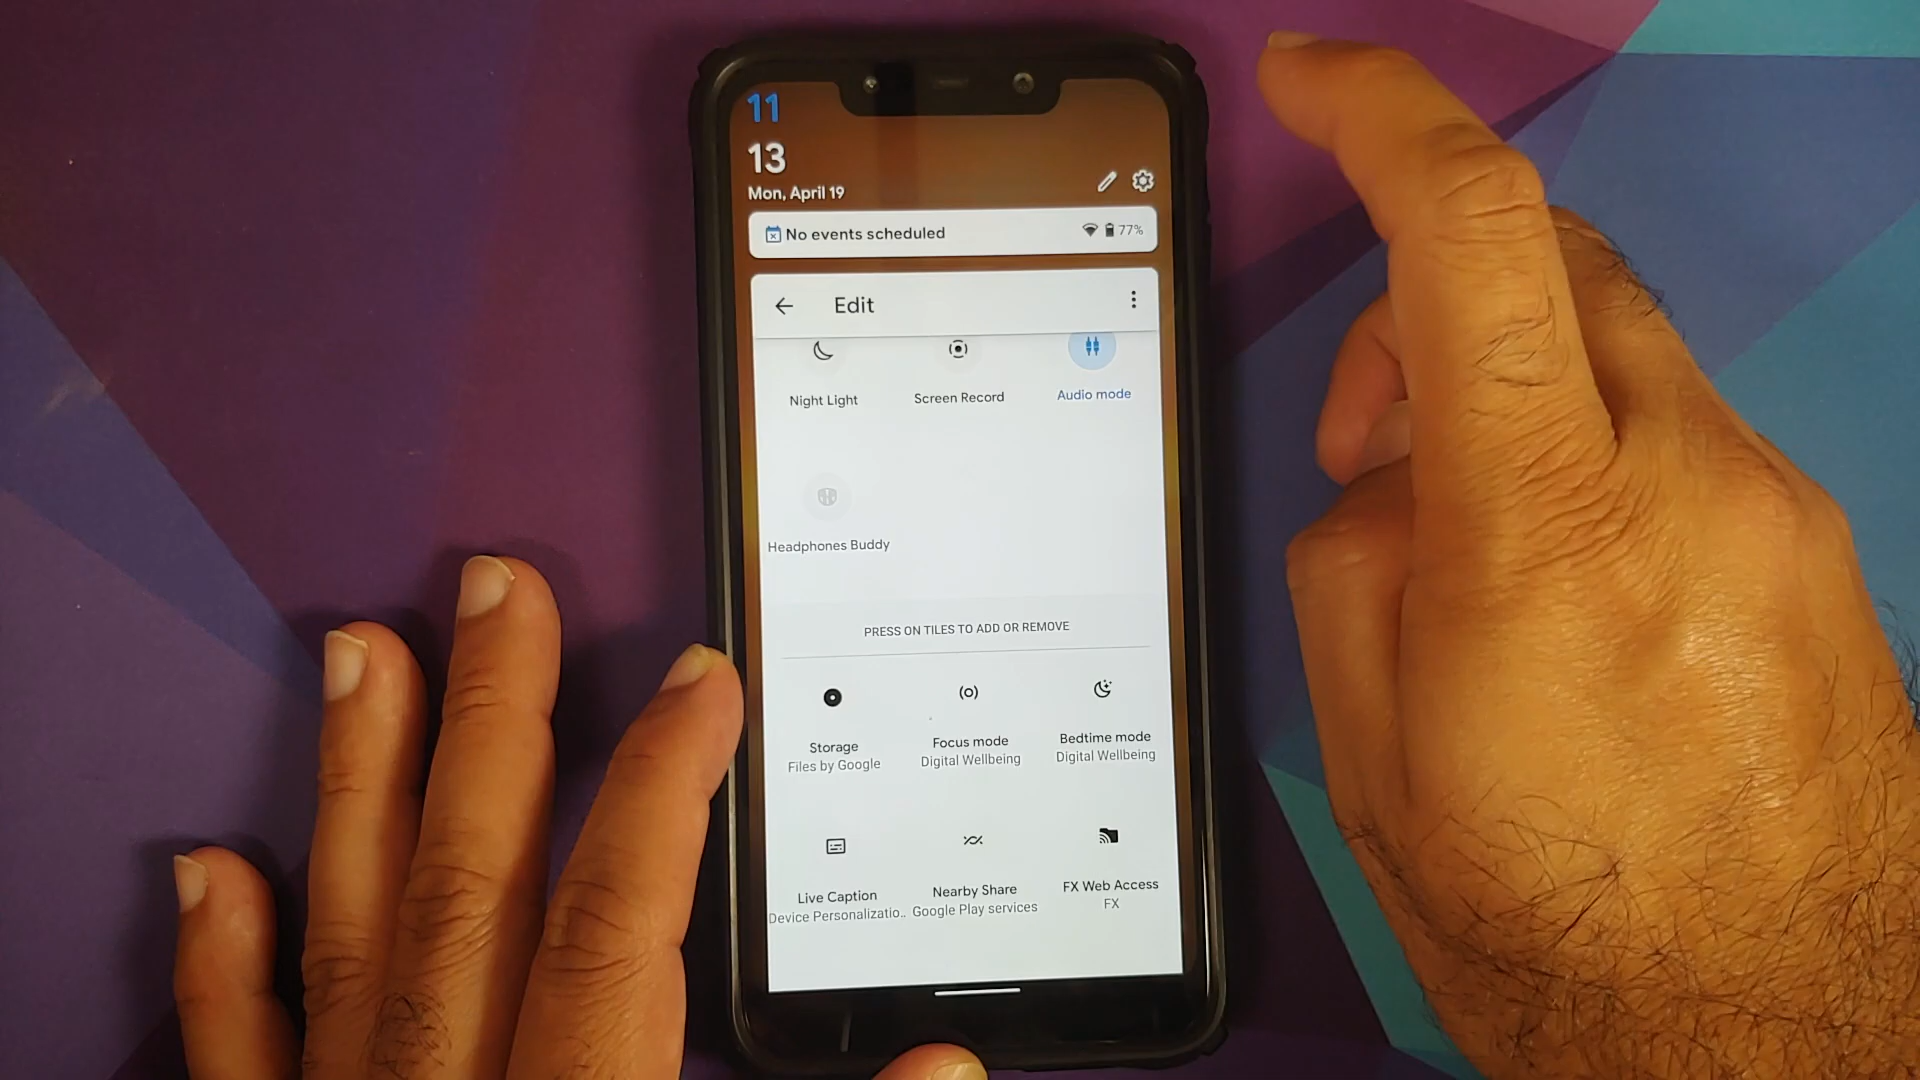 11
13
Mon, April 19
No events scheduled
77%
Edit
Night Light
Screen Record
Audio mode
Headphones Buddy
PRESS ON TILES TO ADD OR REMOVE
Storage
Files by Google
Focus mode
Digital Wellbeing
Bedtime mode
Digital Wellbeing
Live Caption
Device Personalizatio..
Nearby Share
Google Play services
FX Web Access
FX